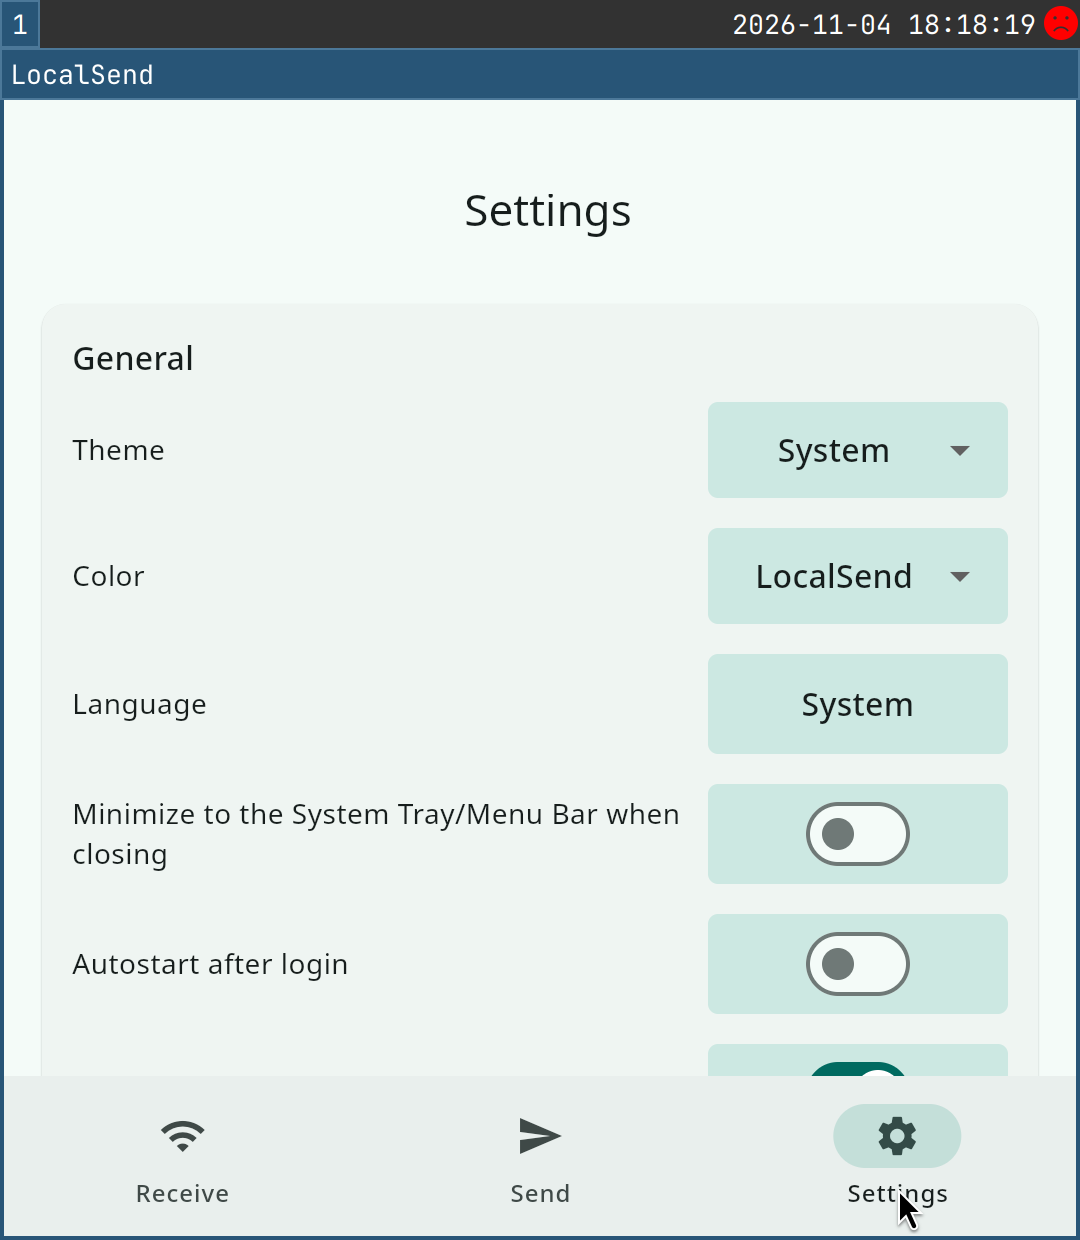 1
2026-11-04 18:18:19
LocalSend
Settings
General
Theme
System
Color
LocalSend
Language
System
Minimize to the System Tray/Menu Bar when
closing
Autostart after login
Receive
Send
Settings